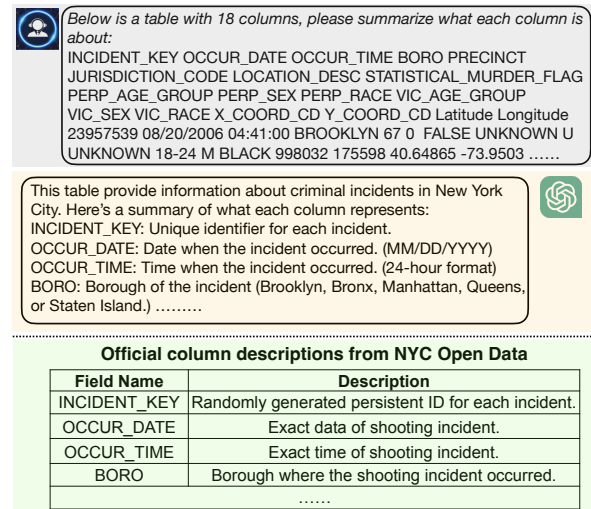 Below is a table with 18 columns, please summarize what each column is
about:
INCIDENT_KEY OCCUR_DATE OCCUR_TIME BORO PRECINCT
JURISDICTION_CODE LOCATION_DESC STATISTICAL_MURDER_FLAG
PERP_AGE_GROUP PERP_SEX PERP_RACE VIC_AGE_GROUP
VIC_SEX VIC_RACE X_COORD_CD Y_COORD_CD Latitude Longitude
23957539 08/20/2006 04:41:00 BROOKLYN 67 0 FALSE UNKNOWN U
UNKNOWN 18-24 M BLACK 998032 175598 40.64865 -73.9503 ......
This table provide information about criminal incidents in New York
City. Here's a summary of what each column represents:
INCIDENT_KEY: Unique identifier for each incident.
OCCUR_DATE: Date when the incident occurred. (MM/DD/YYYY)
OCCUR_TIME: Time when the incident occurred. (24-hour format)
BORO: Borough of the incident (Brooklyn, Bronx, Manhattan, Queens,
or Staten Island.) .........
Official column descriptions from NYC Open Data
Field Name Description
INCIDENT_KEY Randomly generated persistent ID for each incident.
OCCUR_DATE Exact data of shooting incident.
OCCUR_TIME Exact time of shooting incident.
BORO Borough where the shooting incident occurred.
......